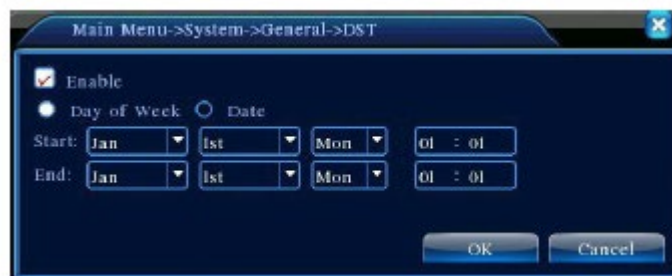 Main Menu->System->General->DST
Enable
Day of Week Date
Start: Jan 1st Mon 01 : 01
End: Jan 1st Mon 01 : 01
OK Cancel